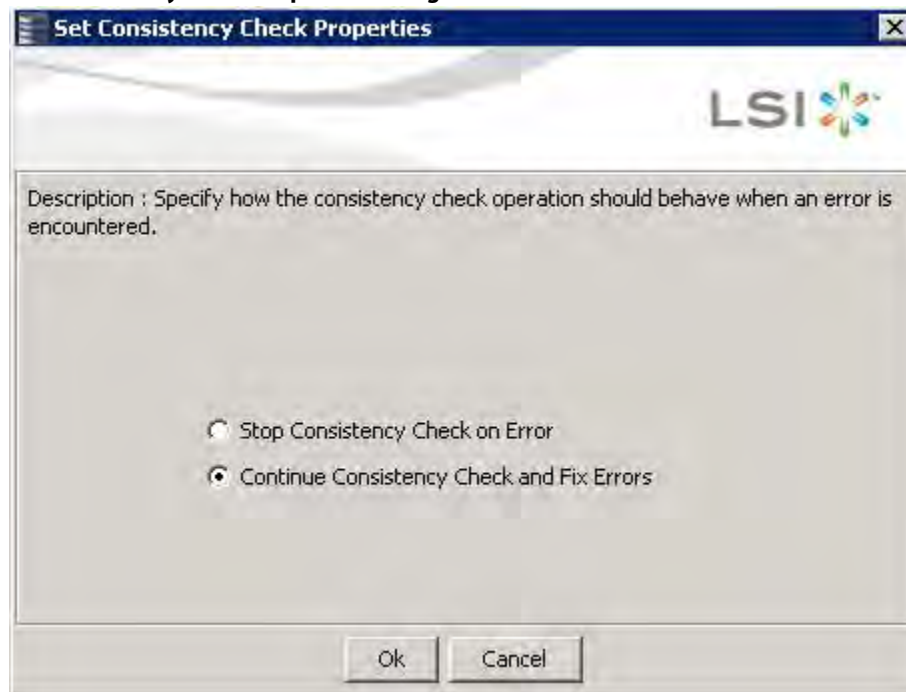 Set Consistency Check Properties
LSI
Description : Specify how the consistency check operation should behave when an error is
encountered.
Stop Consistency Check on Error
Continue Consistency Check and Fix Errors
Ok Cancel